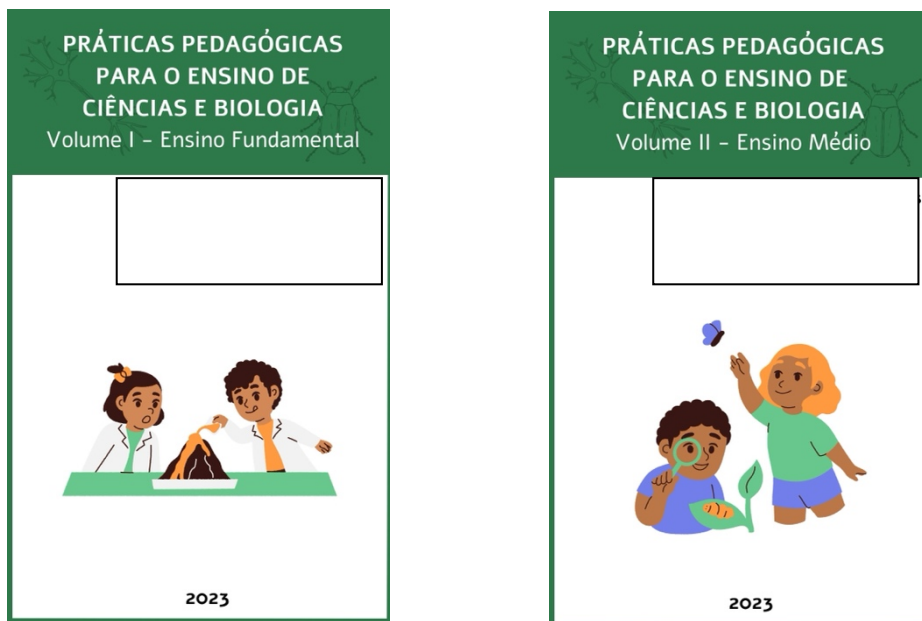 PRÁTICAS PEDAGÓGICAS
PARA O ENSINO DE
CIÊNCIAS E BIOLOGIA
Volume I – Ensino Fundamental
2023
PRÁTICAS PEDAGÓGICAS
PARA O ENSINO DE
CIÊNCIAS E BIOLOGIA
Volume II – Ensino Médio
2023